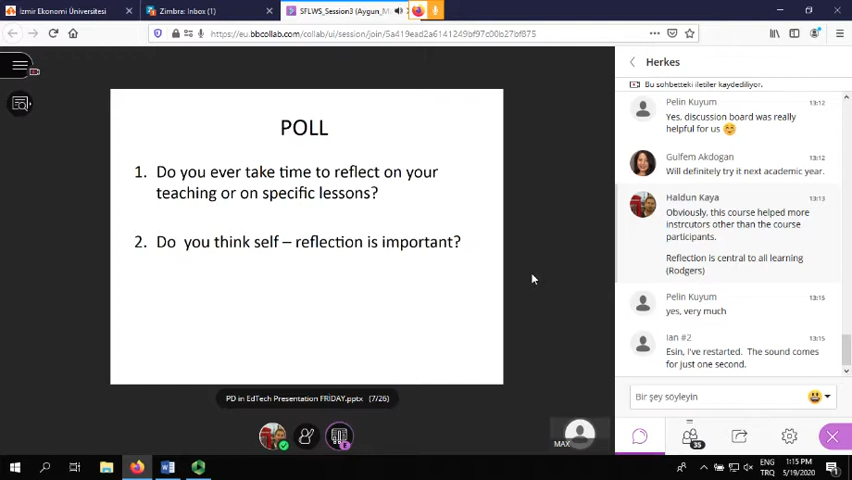 İzmir Ekonomi Üniversitesi
Zimbra: Inbox (1)
SFLWS_Session3 (Aygun_M
https://eu.bbcollab.com/collab/ui/session/join/5a419ead2a6141249bf97c00b27bf875
POLL
1. Do you ever take time to reflect on your
teaching or on specific lessons?
2. Do you think self – reflection is important?
PD in EdTech Presentation FRİDAY.pptx (7/26)
E
MAX
Herkes
Bu sohbetteki iletiler kaydediliyor.
Pelin Kuyum 13:12
Yes, discussion board was really
helpful for us 😊
Gulfem Akdogan 13:12
Will definitely try it next academic year.
Haldun Kaya 13:13
Obviously, this course helped more
instrcutors other than the course
participants.
Reflection is central to all learning
(Rodgers)
Pelin Kuyum 13:15
yes, very much
Ian #2 13:15
Esin, I've restarted. The sound comes
for just one second.
Bir şey söyleyin
35
ENG
TRQ
1:15 PM
5/19/2020